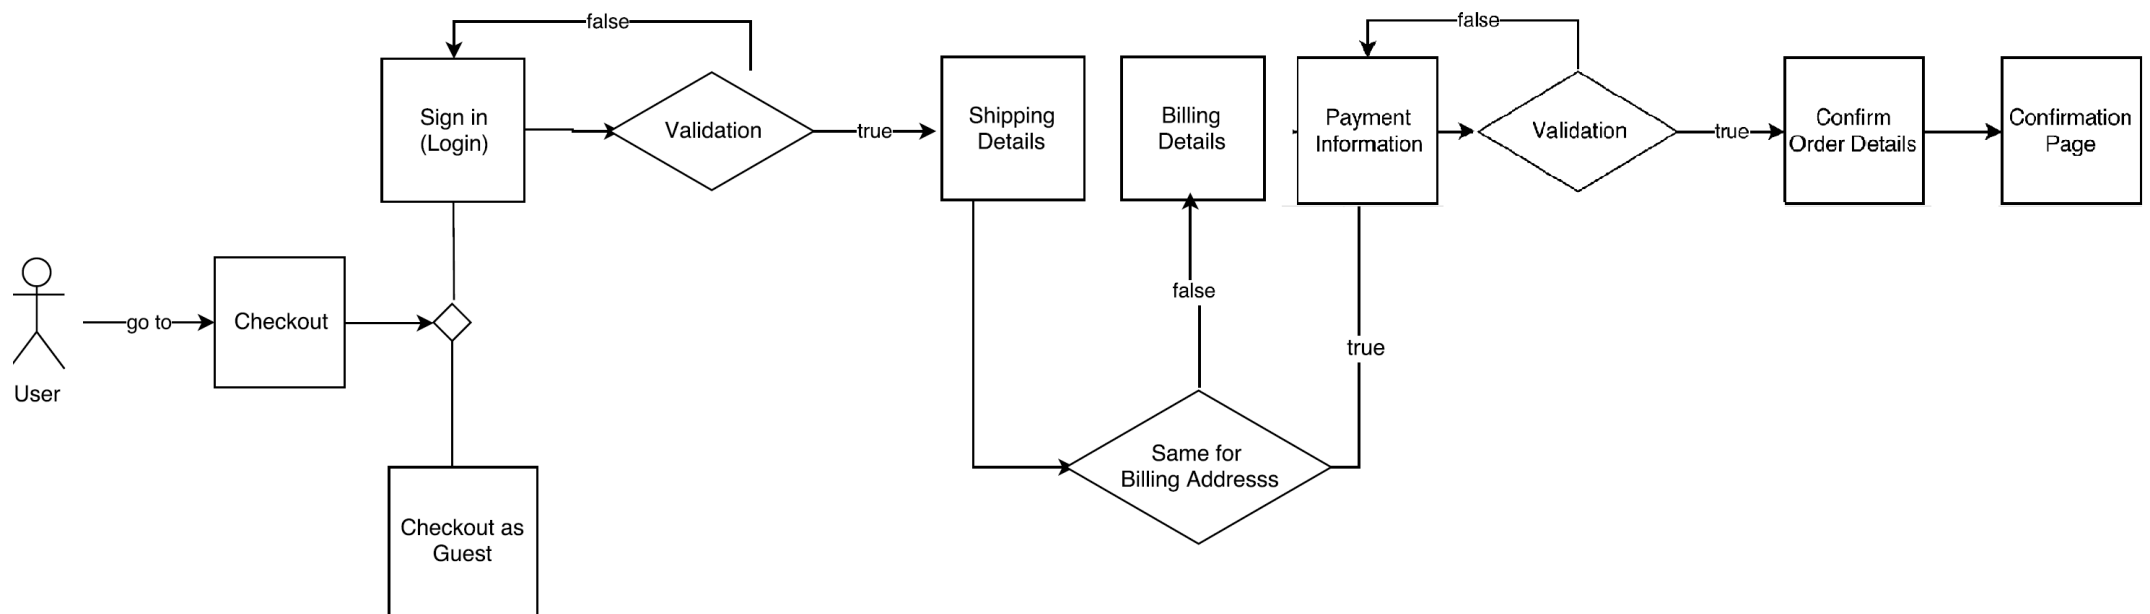 false
false
Sign in
(Login)
Validation
true
Shipping
Details
Billing
Details
Payment
Information
Validation
true
Confirm
Order Details
Confirmation
Page
User
go to
Checkout
false
true
Same for
Billing Addresss
Checkout as
Guest